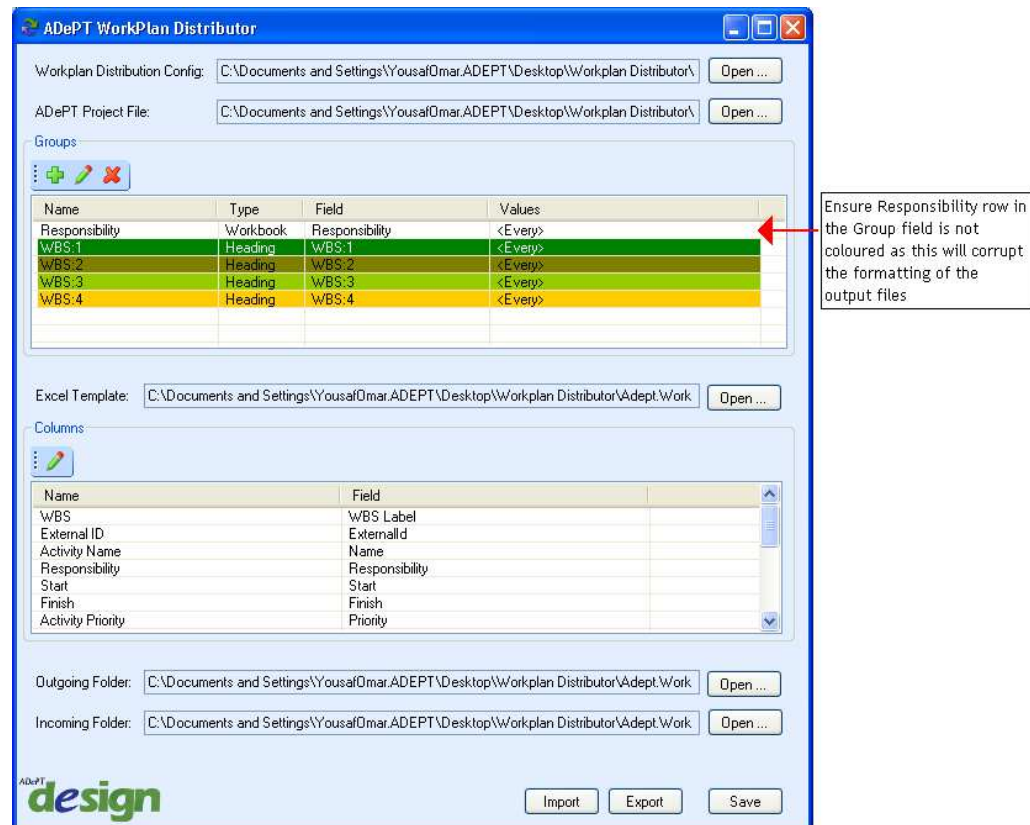 ADePT WorkPlan Distributor
Workplan Distribution Config: C:\Documents and Settings\YousafOmar.ADEPT\Desktop\Workplan Distributor\ Open ...
ADePT Project File: C:\Documents and Settings\YousafOmar.ADEPT\Desktop\Workplan Distributor\ Open ...
Groups
Name Type Field Values
Responsibility Workbook Responsibility <Every>
WBS:1 Heading WBS:1 <Every>
WBS:2 Heading WBS:2 <Every>
WBS:3 Heading WBS:3 <Every>
WBS:4 Heading WBS:4 <Every>
Ensure Responsibility row in
the Group field is not
coloured as this will corrupt
the formatting of the
output files
Excel Template: C:\Documents and Settings\YousafOmar.ADEPT\Desktop\Workplan Distributor\Adept.Work Open ...
Columns
Name Field
WBS WBS Label
External ID ExternalId
Activity Name Name
Responsibility Responsibility
Start Start
Finish Finish
Activity Priority Priority
Outgoing Folder: C:\Documents and Settings\YousafOmar.ADEPT\Desktop\Workplan Distributor\Adept.Work Open ...
Incoming Folder: C:\Documents and Settings\YousafOmar.ADEPT\Desktop\Workplan Distributor\Adept.Work Open ...
ADePT
design
Import Export Save